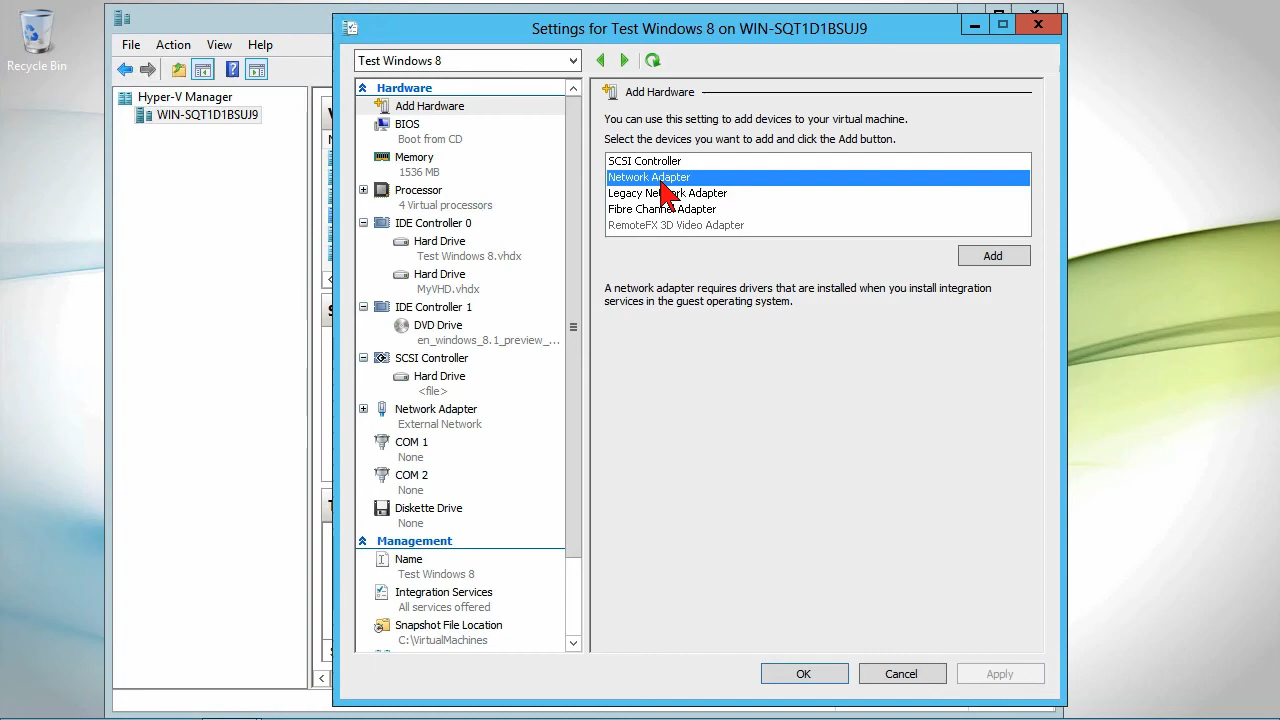 Recycle Bin
File Action View Help
Hyper-V Manager
WIN-SQT1D1BSUJ9
Settings for Test Windows 8 on WIN-SQT1D1BSUJ9
Test Windows 8
Hardware
Add Hardware
BIOS
Boot from CD
Memory
1536 MB
Processor
4 Virtual processors
IDE Controller 0
Hard Drive
Test Windows 8.vhdx
Hard Drive
MyVHD.vhdx
IDE Controller 1
DVD Drive
en_windows_8.1_preview_...
SCSI Controller
Hard Drive
<file>
Network Adapter
External Network
COM 1
None
COM 2
None
Diskette Drive
None
Management
Name
Test Windows 8
Integration Services
All services offered
Snapshot File Location
C:\VirtualMachines
Add Hardware
You can use this setting to add devices to your virtual machine.
Select the devices you want to add and click the Add button.
SCSI Controller
Network Adapter
Legacy Network Adapter
Fibre Channel Adapter
RemoteFX 3D Video Adapter
Add
A network adapter requires drivers that are installed when you install integration
services in the guest operating system.
OK Cancel Apply